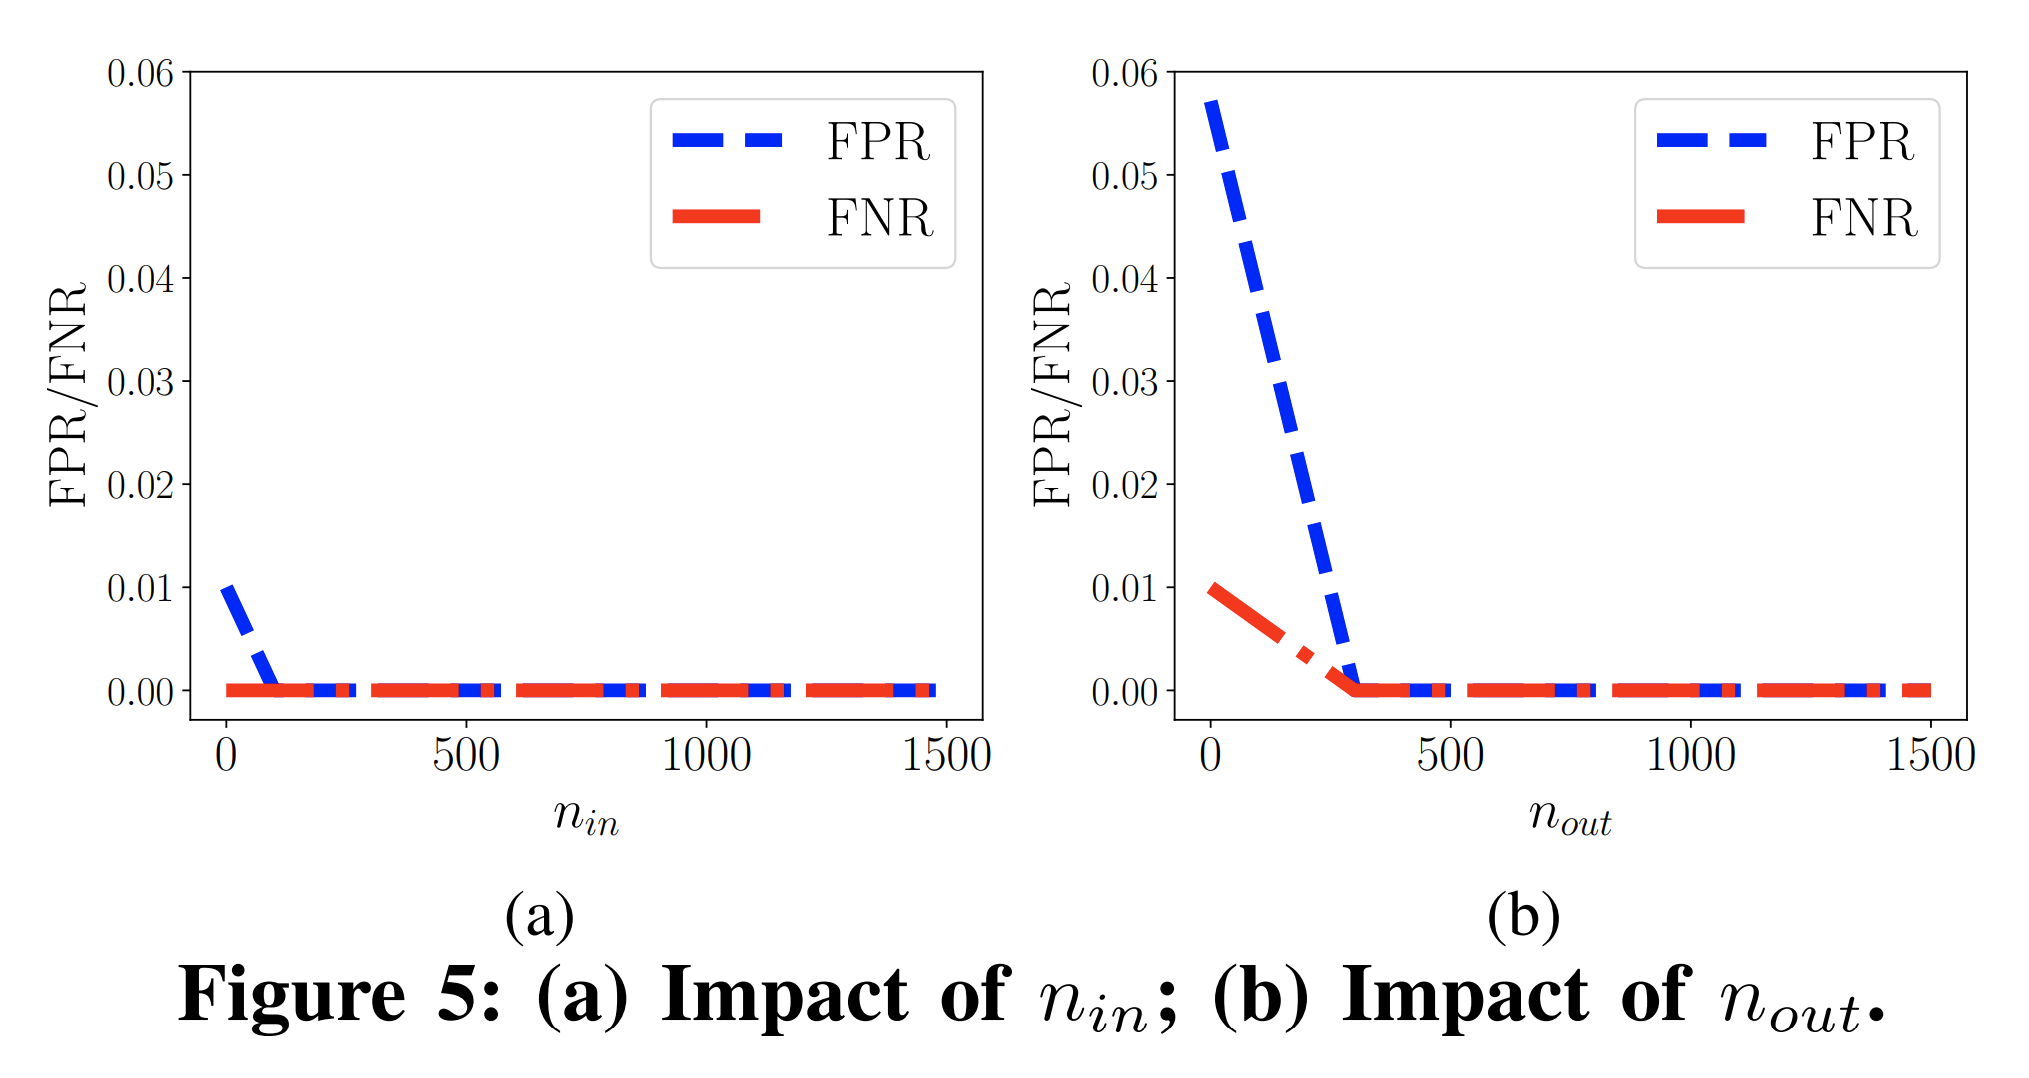 0.06
0.05
0.04
0.03
0.02
0.01
0.00
FPR/FNR
FPR
FNR
0 500 1000 1500
n_in
(a)
0.06
0.05
0.04
0.03
0.02
0.01
0.00
FPR/FNR
FPR
FNR
0 500 1000 1500
n_out
(b)
Figure 5: (a) Impact of n_in; (b) Impact of n_out.